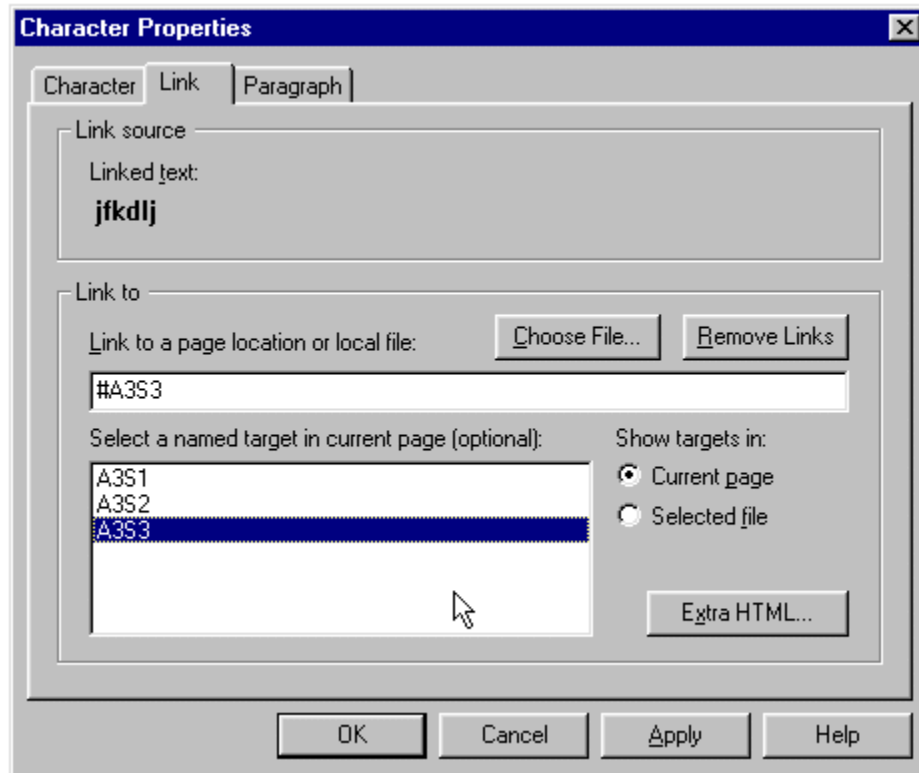 Character Properties
Character Link Paragraph
Link source
Linked text:
jfkdlj
Link to
Link to a page location or local file: Choose File... Remove Links
#A3S3
Select a named target in current page (optional): Show targets in:
A3S1 Current page
A3S2
A3S3 Selected file
Extra HTML...
OK Cancel Apply Help